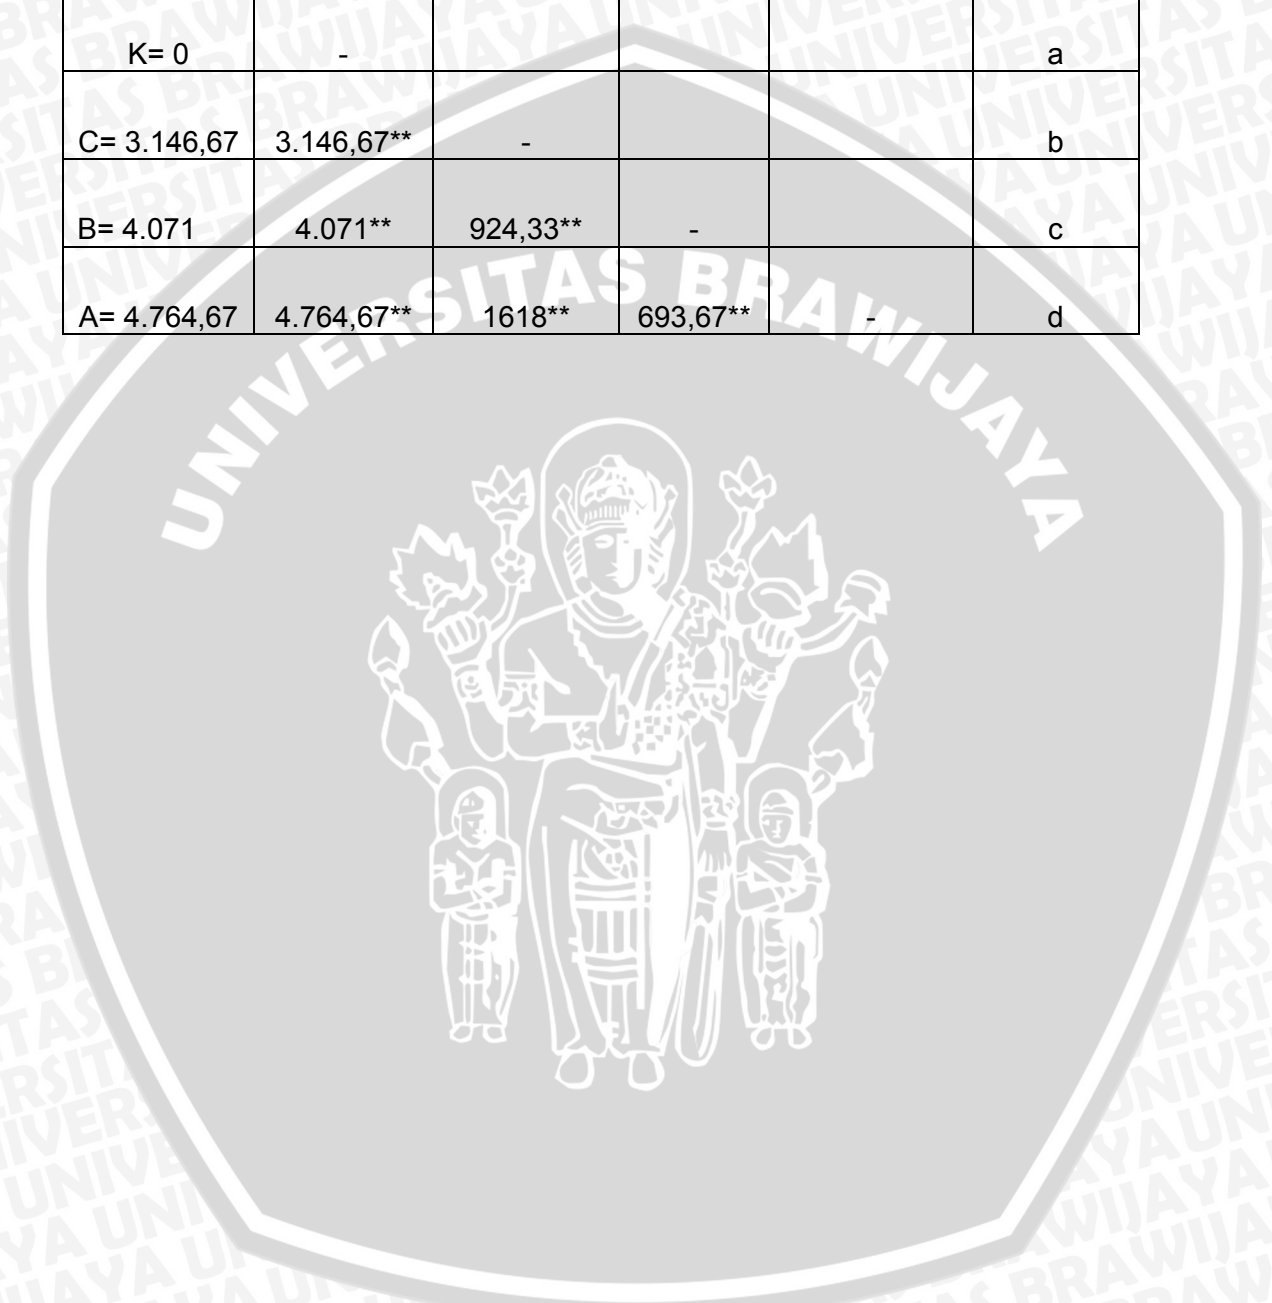 K= 0 - a
C= 3.146,67 3.146,67** - b
B= 4.071 4.071** 924,33** - c
A= 4.764,67 4.764,67** 1618** 693,67** - d
UNIVERSITAS BRAWIJAYA